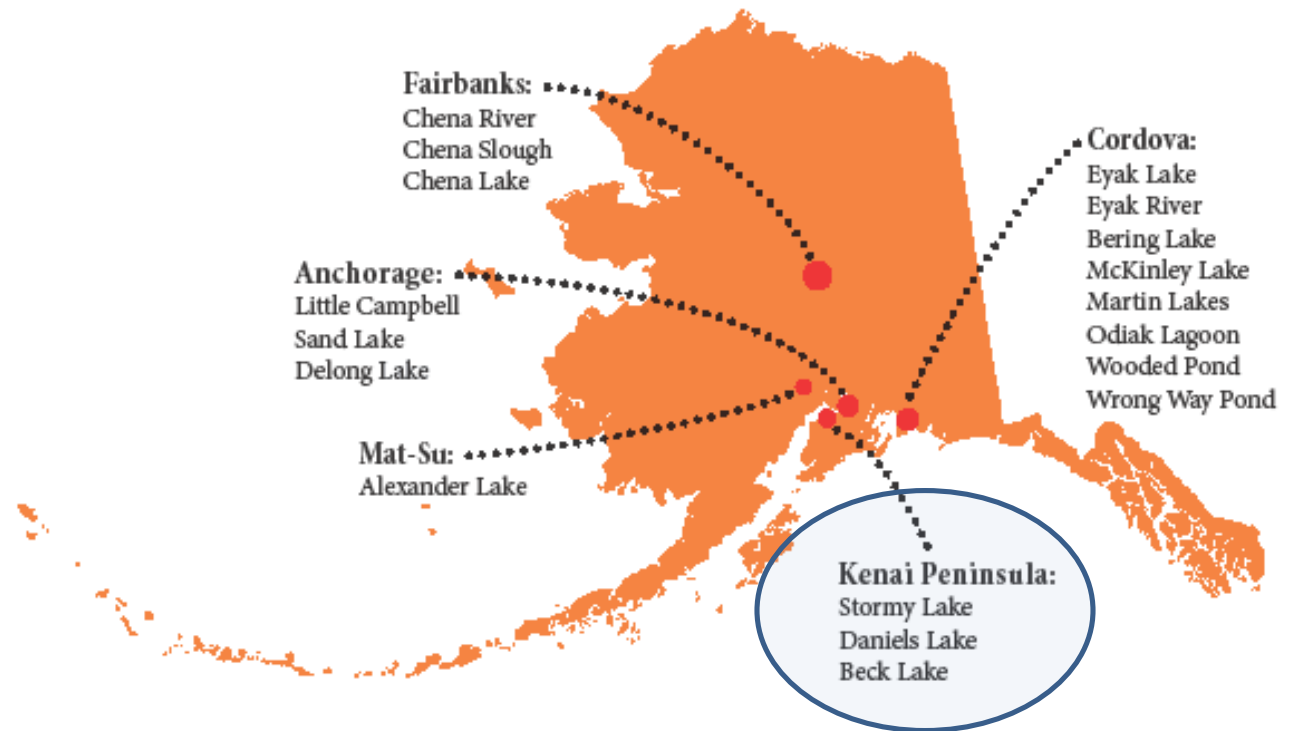 Fairbanks:
Chena River
Chena Slough
Chena Lake
Anchorage:
Little Campbell
Sand Lake
Delong Lake
Mat-Su:
Alexander Lake
Cordova:
Eyak Lake
Eyak River
Bering Lake
McKinley Lake
Martin Lakes
Odiak Lagoon
Wooded Pond
Wrong Way Pond
Kenai Peninsula:
Stormy Lake
Daniels Lake
Beck Lake